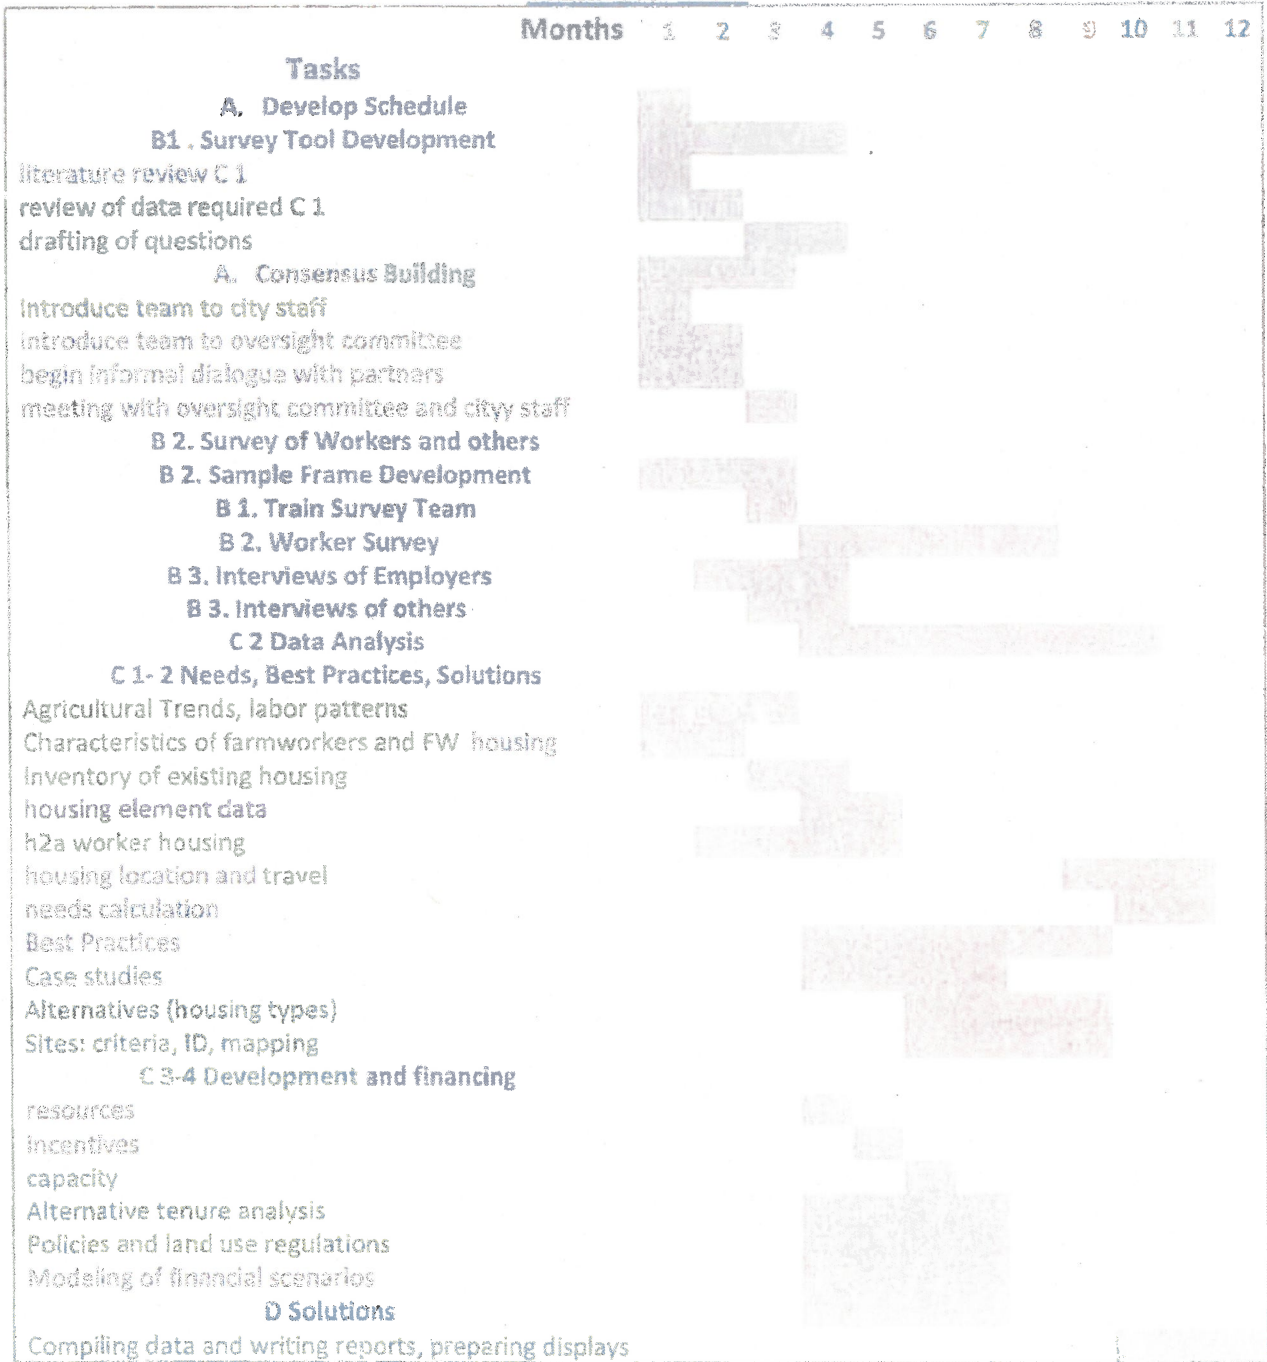 Months 1 2 3 4 5 6 7 8 9 10 11 12
Tasks
A. Develop Schedule
B1 . Survey Tool Development
literature review C 1
review of data required C 1
drafting of questions
A. Consensus Building
Introduce team to city staff
introduce team to oversight committee
begin informal dialogue with partners
meeting with oversight committee and cityy staff
B 2. Survey of Workers and others
B 2. Sample Frame Development
B 1. Train Survey Team
B 2. Worker Survey
B 3. Interviews of Employers
B 3. Interviews of others
C 2 Data Analysis
C 1- 2 Needs, Best Practices, Solutions
Agricultural Trends, labor patterns
Characteristics of farmworkers and FW housing
Inventory of existing housing
housing element data
h2a worker housing
housing location and travel
needs calculation
Best Practices
Case studies
Alternatives (housing types)
Sites: criteria, ID, mapping
C 3-4 Development and financing
resources
incentives
capacity
Alternative tenure analysis
Policies and land use regulations
Modeling of financial scenarios
D Solutions
Compiling data and writing reports, preparing displays